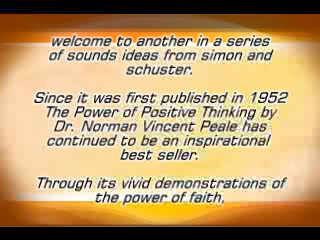 welcome to another in a series
of sounds ideas from simon and
schuster.
Since it was first published in 1952
The Power of Positive Thinking by
Dr. Norman Vincent Peale has
continued to be an inspirational
best seller.
Through its vivid demonstrations of
the power of faith,